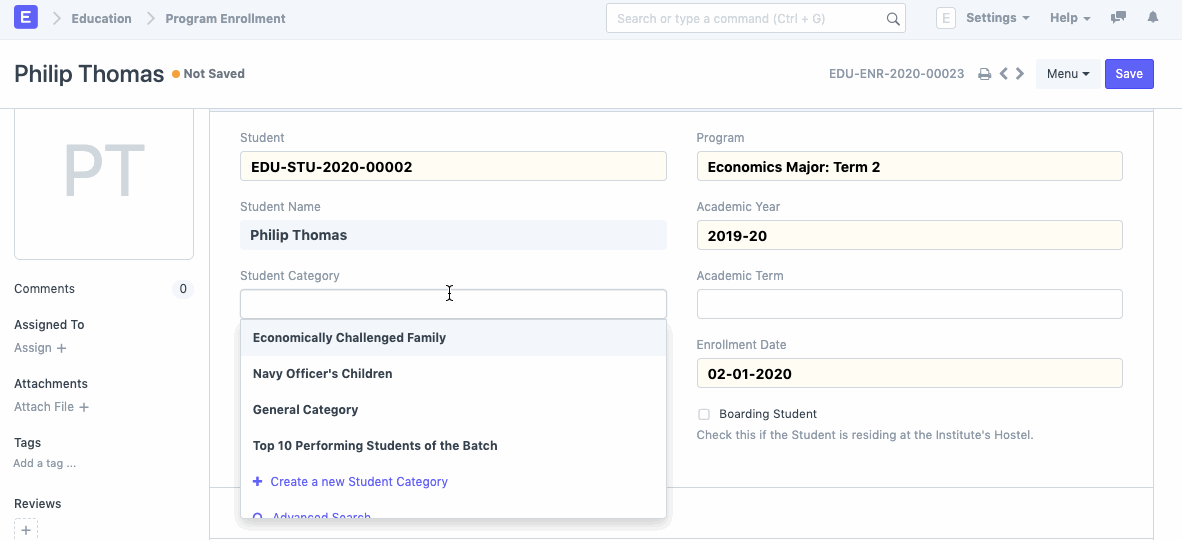 E Education Program Enrollment Search or type a command (Ctrl + G) E Settings Help
Philip Thomas Not Saved EDU-ENR-2020-00023 Menu Save
PT
Comments 0
Assigned To
Assign +
Attachments
Attach File +
Tags
Add a tag ...
Reviews
+
Student
EDU-STU-2020-00002
Student Name
Philip Thomas
Student Category
Economically Challenged Family
Navy Officer's Children
General Category
Top 10 Performing Students of the Batch
+ Create a new Student Category
Advanced Search
Program
Economics Major: Term 2
Academic Year
2019-20
Academic Term
Enrollment Date
02-01-2020
Boarding Student
Check this if the Student is residing at the Institute's Hostel.